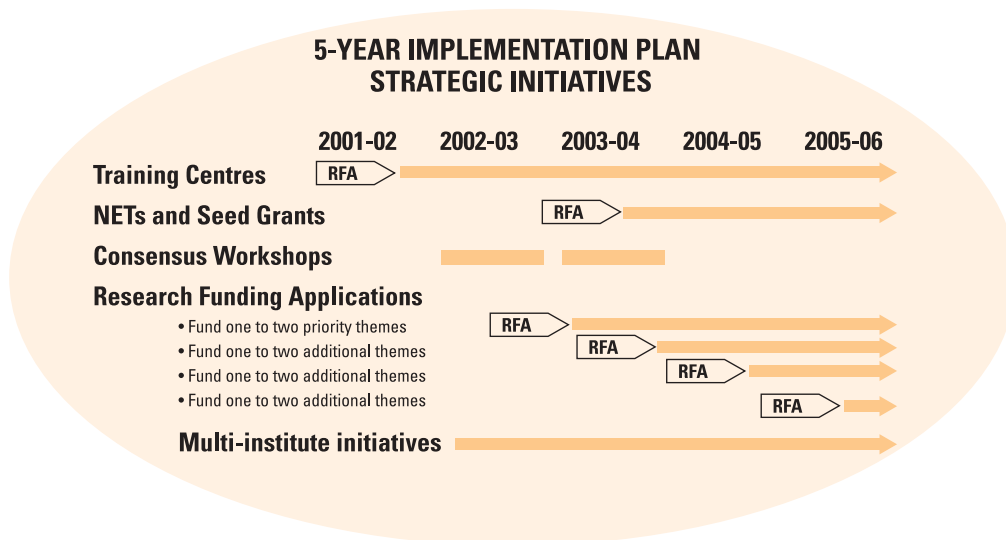 5-YEAR IMPLEMENTATION PLAN
STRATEGIC INITIATIVES
2001-02 2002-03 2003-04 2004-05 2005-06
Training Centres RFA
NETs and Seed Grants RFA
Consensus Workshops
Research Funding Applications
• Fund one to two priority themes RFA
• Fund one to two additional themes RFA
• Fund one to two additional themes RFA
• Fund one to two additional themes RFA
Multi-institute initiatives